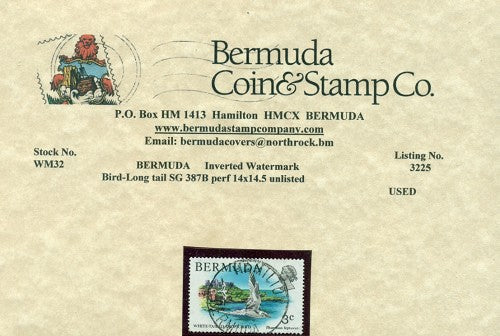 Bermuda
Coin&Stamp Co.
P.O. Box HM 1413 Hamilton HMCX BERMUDA
www.bermudastampcompany.com
Email: bermudacovers@northrock.bm
Stock No.
WM32
Listing No.
3225
BERMUDA Inverted Watermark
Bird-Long tail SG 387B perf 14x14.5 unlisted
USED
BERMUDA
3c